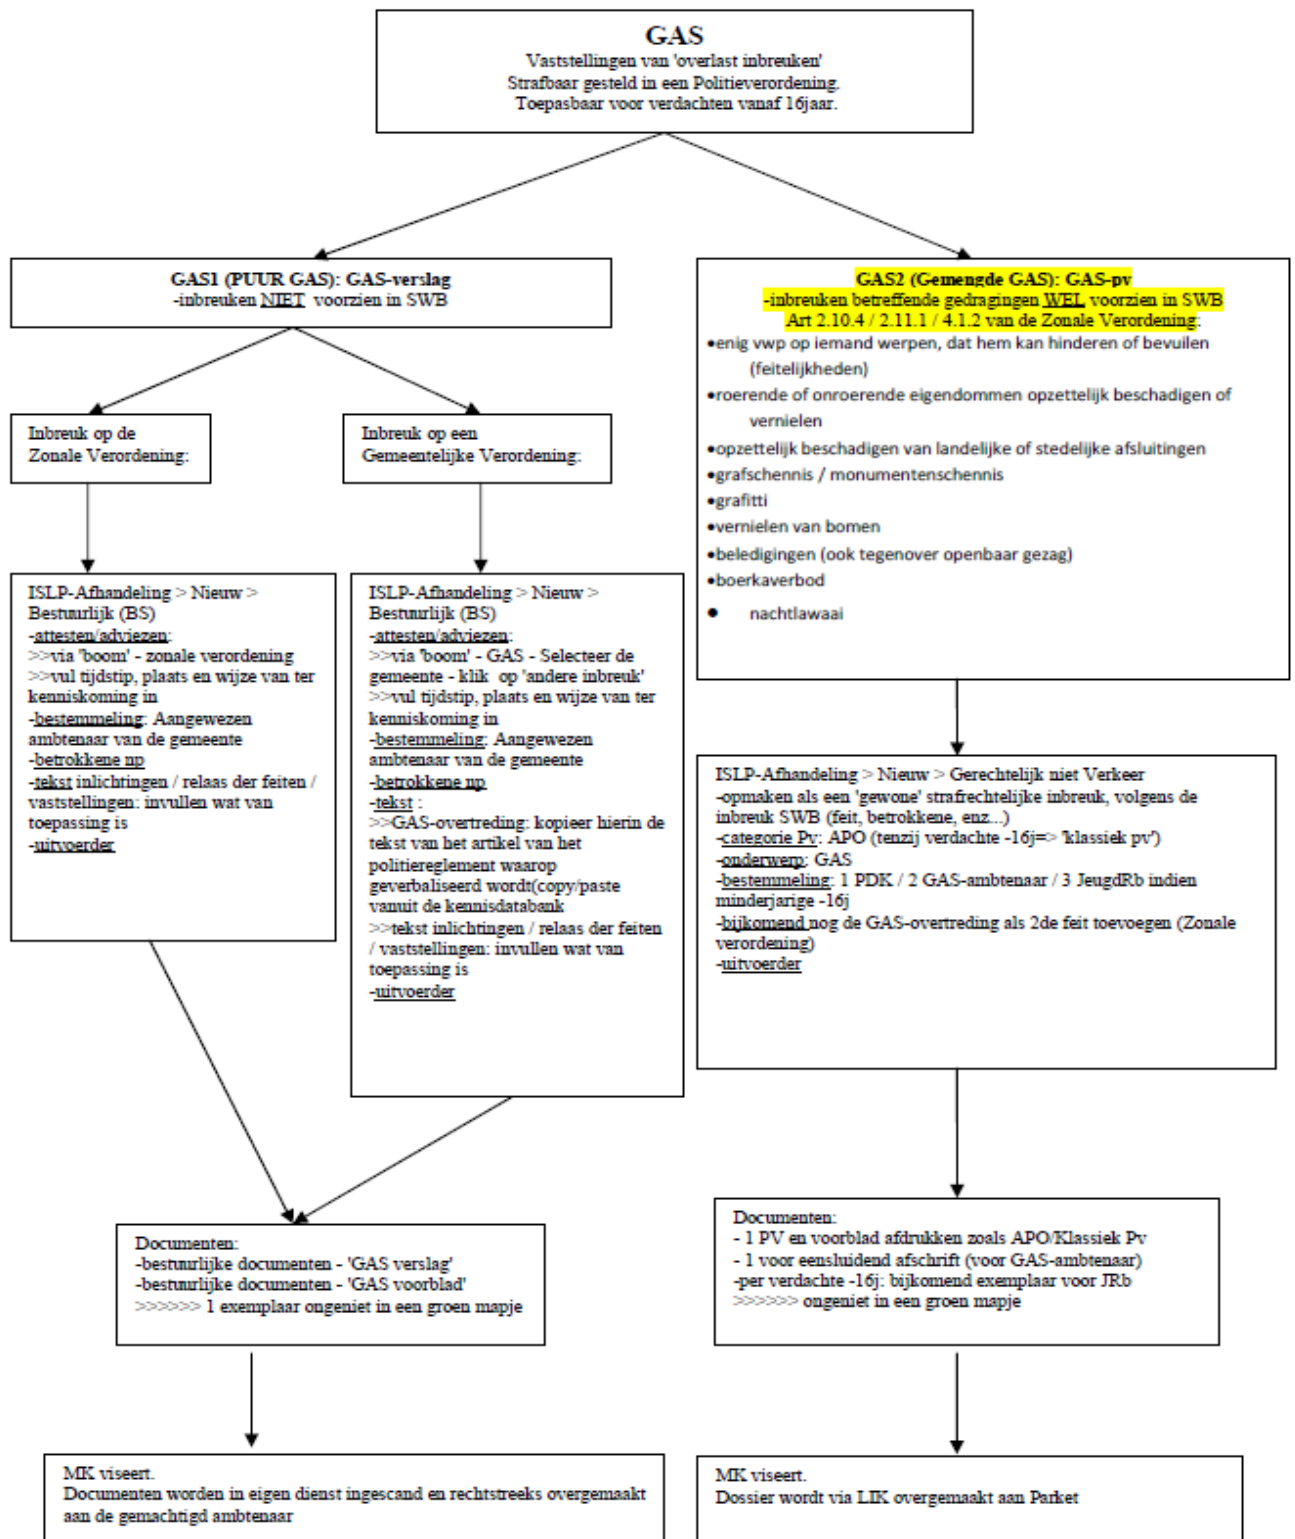 GAS
Vaststellingen van 'overlast inbreuken'
Strafbaar gesteld in een Politieverordening.
Toepasbaar voor verdachten vanaf 16jaar.
GAS1 (PUUR GAS): GAS-verslag
-inbreuken NIET voorzien in SWB
GAS2 (Gemengde GAS): GAS-pv
-inbreuken betreffende gedragingen WEL voorzien in SWB
Art 2.10.4 / 2.11.1 / 4.1.2 van de Zonale Verordening:
•enig vwp op iemand werpen, dat hem kan hinderen of bevuilen
(feitelijkheden)
•roerende of onroerende eigendommen opzettelijk beschadigen of
vernielen
•opzettelijk beschadigen van landelijke of stedelijke afsluitingen
•grafschennis / monumentenschennis
•grafitti
•vernielen van bomen
•beledigingen (ook tegenover openbaar gezag)
•boerkaverbod
• nachtlawaai
Inbreuk op de
Zonale Verordening:
Inbreuk op een
Gemeentelijke Verordening:
ISLP-Afhandeling > Nieuw >
Bestuurlijk (BS)
-attesten/adviezen:
>>via 'boom' - zonale verordening
>>vul tijdstip, plaats en wijze van ter
kenniskoming in
-bestemmeling: Aangewezen
ambtenaar van de gemeente
-betrokkene np
-tekst inlichtingen / relaas der feiten /
vaststellingen: invullen wat van
toepassing is
-uitvoerder
ISLP-Afhandeling > Nieuw >
Bestuurlijk (BS)
-attesten/adviezen:
>>via 'boom' - GAS - Selecteer de
gemeente - klik op 'andere inbreuk'
>>vul tijdstip, plaats en wijze van ter
kenniskoming in
-bestemmeling: Aangewezen
ambtenaar van de gemeente
-betrokkene np
-tekst :
>>GAS-overtreding: kopieer hierin de
tekst van het artikel van het
politiereglement waarop
geverbaliseerd wordt(copy/paste
vanuit de kennisdatabank
>>tekst inlichtingen / relaas der feiten
/ vaststellingen: invullen wat van
toepassing is
-uitvoerder
ISLP-Afhandeling > Nieuw > Gerechtelijk niet Verkeer
-opmaken als een 'gewone' strafrechtelijke inbreuk, volgens de
inbreuk SWB (feit, betrokkene, enz...)
-categorie Pv: APO (tenzij verdachte -16j=> 'klassiek pv')
-onderwerp: GAS
-bestemmeling: 1 PDK / 2 GAS-ambtenaar / 3 JeugdRb indien
minderjarige -16j
-bijkomend nog de GAS-overtreding als 2de feit toevoegen (Zonale
verordening)
-uitvoerder
Documenten:
-bestuurlijke documenten - 'GAS verslag'
-bestuurlijke documenten - 'GAS voorblad'
>>>>>> 1 exemplaar ongeniet in een groen mapje
Documenten:
- 1 PV en voorblad afdrukken zoals APO/Klassiek Pv
- 1 voor eensluidend afschrift (voor GAS-ambtenaar)
-per verdachte -16j: bijkomend exemplaar voor JRb
>>>>>> ongeniet in een groen mapje
MK viseert.
Documenten worden in eigen dienst ingescand en rechtstreeks overgemaakt
aan de gemachtigd ambtenaar
MK viseert.
Dossier wordt via LIK overgemaakt aan Parket